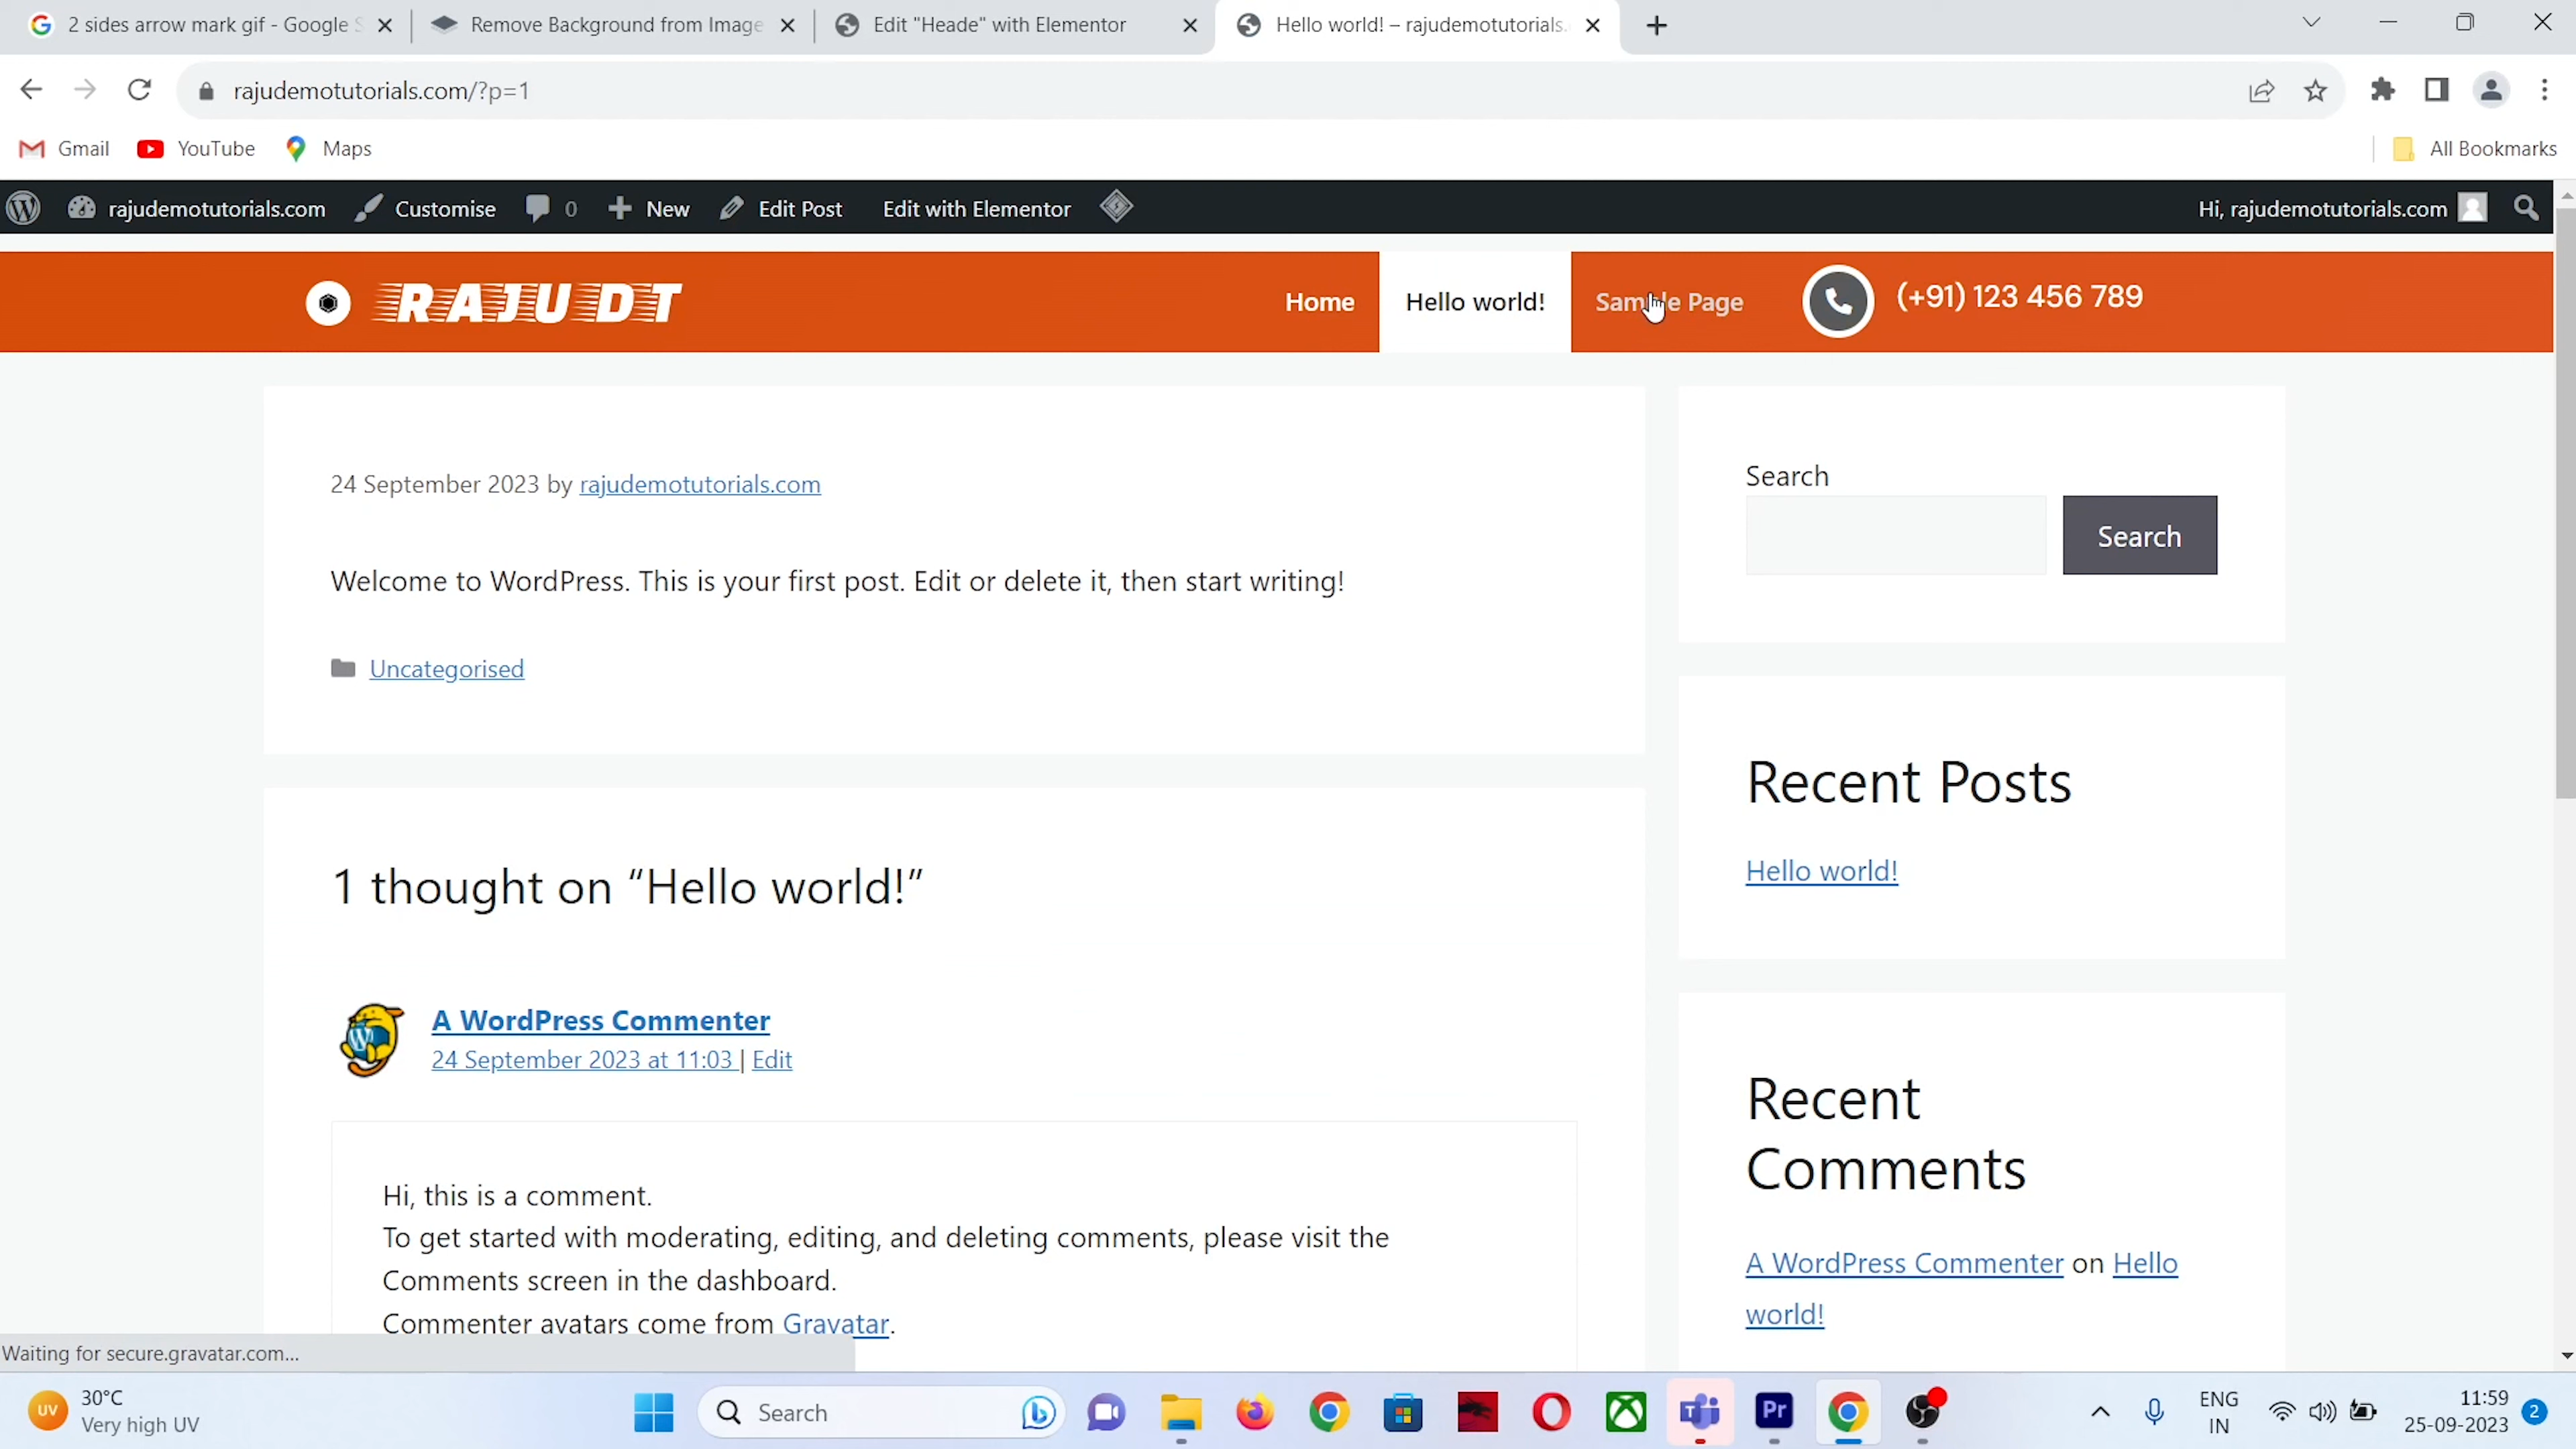 2 sides arrow mark gif - Google S
Remove Background from Image
Edit "Heade" with Elementor
Hello world! – rajudemotutorials.
rajudemotutorials.com/?p=1
Gmail YouTube Maps All Bookmarks
rajudemotutorials.com Customise 0 New Edit Post Edit with Elementor Hi, rajudemotutorials.com
RAJU DT Home Hello world! Sample Page (+91) 123 456 789
24 September 2023 by rajudemotutorials.com
Welcome to WordPress. This is your first post. Edit or delete it, then start writing!
Uncategorised
1 thought on “Hello world!”
A WordPress Commenter
24 September 2023 at 11:03 | Edit
Hi, this is a comment.
To get started with moderating, editing, and deleting comments, please visit the
Comments screen in the dashboard.
Commenter avatars come from Gravatar.
Search
Search
Recent Posts
Hello world!
Recent
Comments
A WordPress Commenter on Hello
world!
Waiting for secure.gravatar.com...
UV
30°C
Very high UV
Search
Pr
ENG
IN
11:59
25-09-2023
2